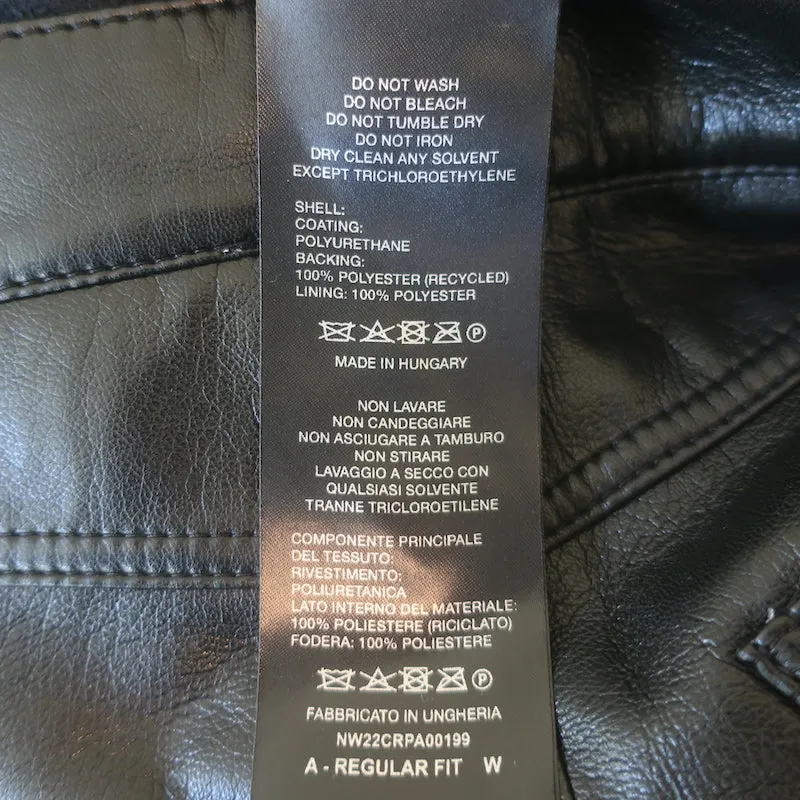 DO NOT WASH
DO NOT BLEACH
DO NOT TUMBLE DRY
DO NOT IRON
DRY CLEAN ANY SOLVENT
EXCEPT TRICHLOROETHYLENE
SHELL:
COATING:
POLYURETHANE
BACKING:
100% POLYESTER (RECYCLED)
LINING: 100% POLYESTER
P
MADE IN HUNGARY
NON LAVARE
NON CANDEGGIARE
NON ASCIUGARE A TAMBURO
NON STIRARE
LAVAGGIO A SECCO CON
QUALSIASI SOLVENTE
TRANNE TRICLOROETILENE
COMPONENTE PRINCIPALE
DEL TESSUTO:
RIVESTIMENTO:
POLIURETANICA
LATO INTERNO DEL MATERIALE:
100% POLIESTERE (RICICLATO)
FODERA: 100% POLIESTERE
P
FABBRICATO IN UNGHERIA
NW22CRPA00199
A - REGULAR FIT W